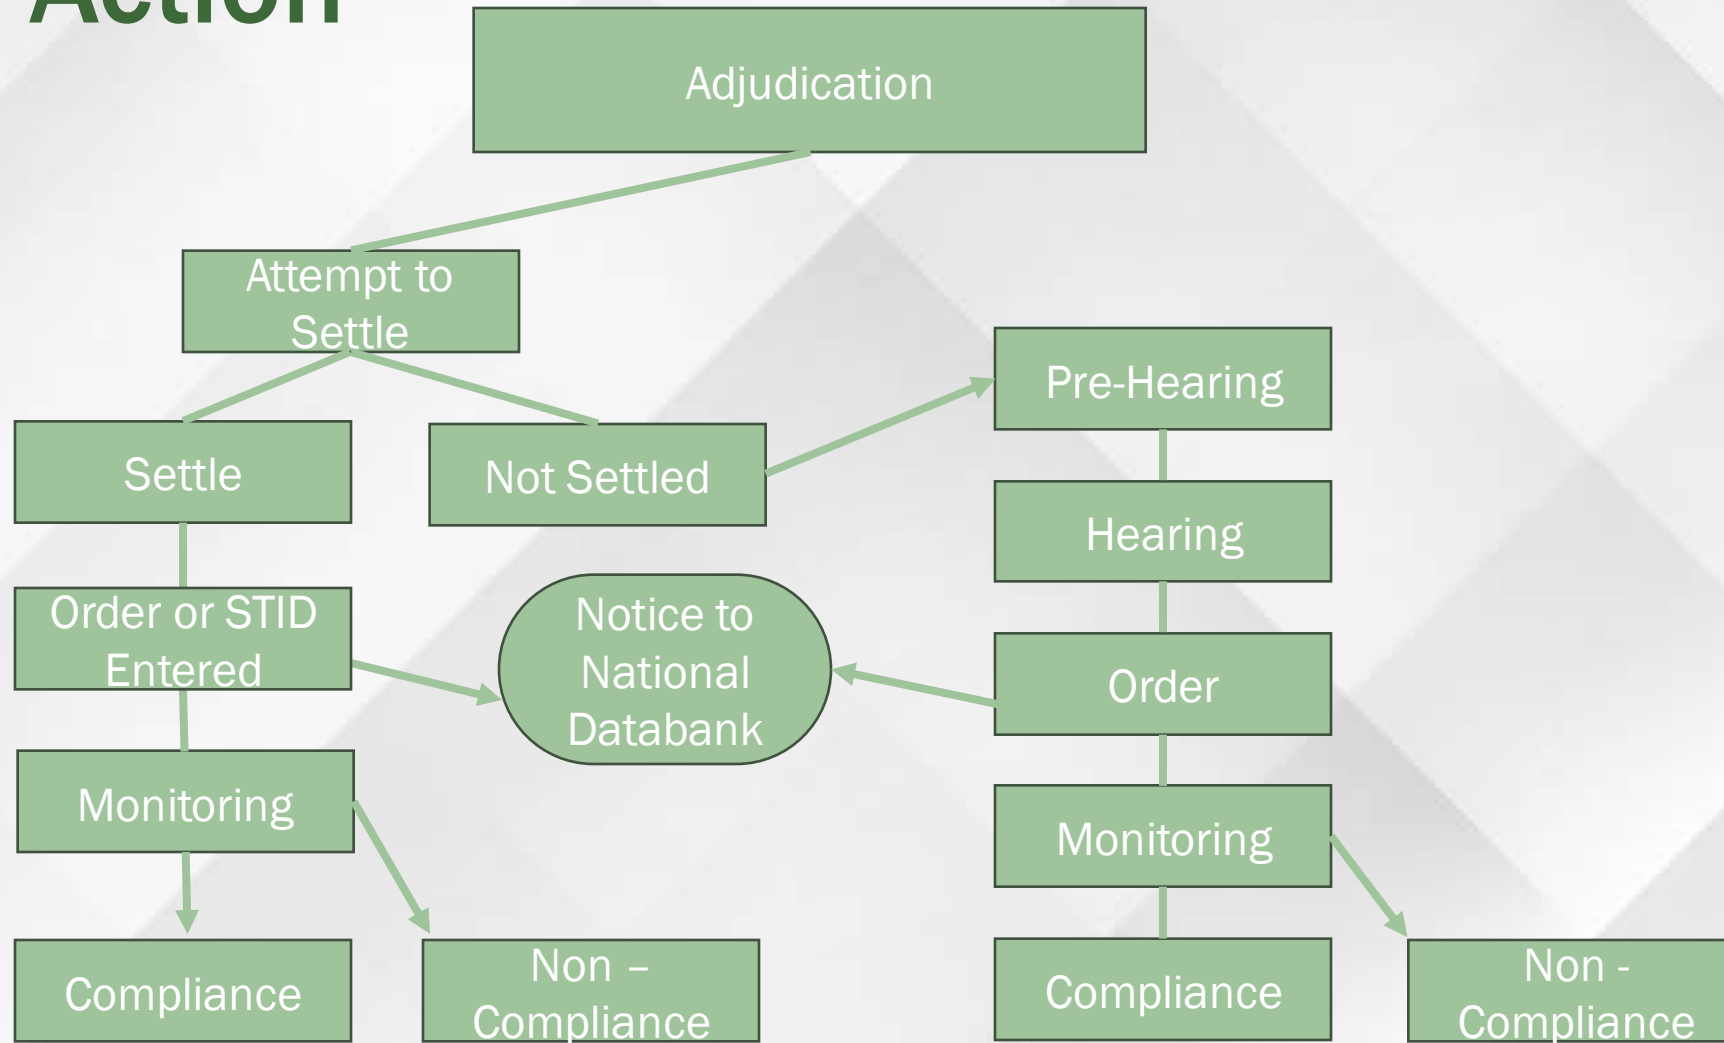 Action
Adjudication
Attempt to
Settle
Settle
Not Settled
Pre-Hearing
Hearing
Order or STID
Entered
Notice to
National
Databank
Order
Monitoring
Monitoring
Compliance
Non –
Compliance
Compliance
Non -
Compliance